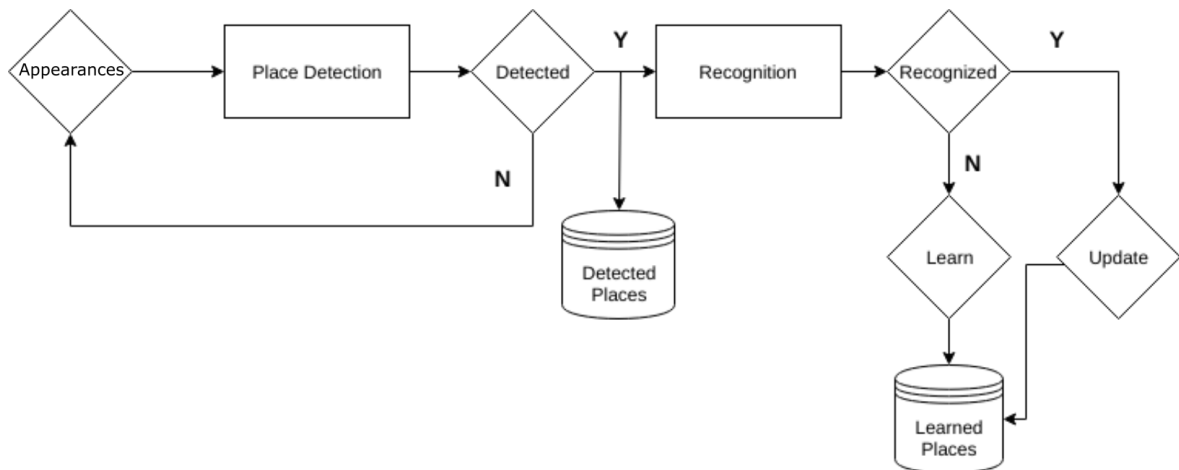 Appearances
Place Detection
Detected
Y
Recognition
Recognized
Y
N
N
Detected
Places
Learn
Update
Learned
Places